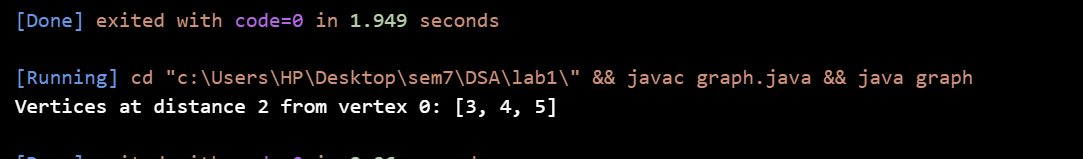 [Done] exited with code=0 in 1.949 seconds
[Running] cd "c:\Users\HP\Desktop\sem7\DSA\lab1\" && javac graph.java && java graph
Vertices at distance 2 from vertex 0: [3, 4, 5]